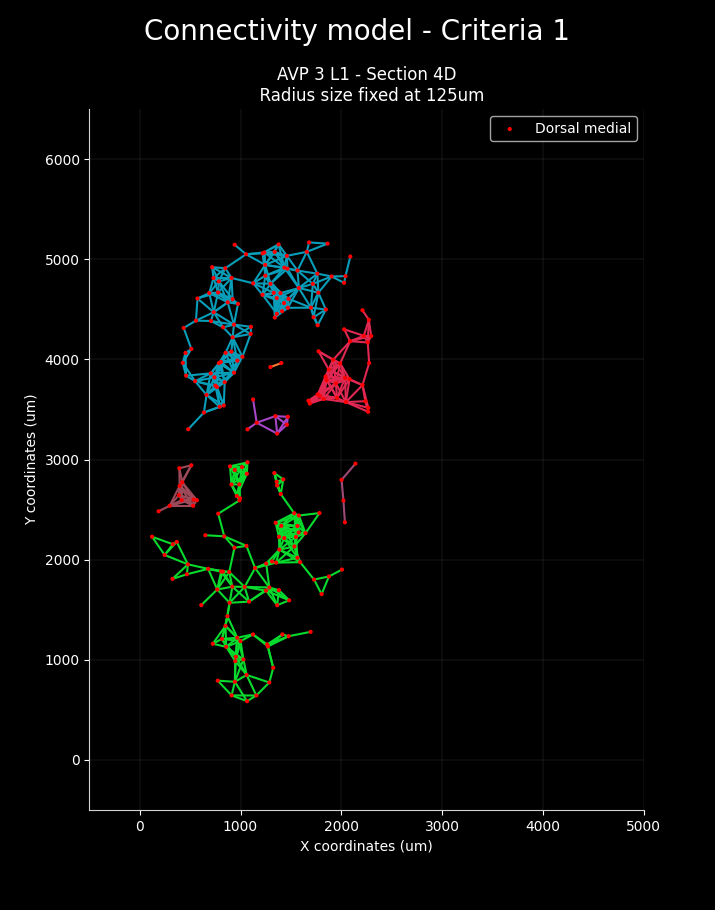 Connectivity model - Criteria 1
AVP 3 L1 - Section 4D
Radius size fixed at 125um
Dorsal medial
6000
5000
4000
3000
2000
1000
0
Y coordinates (um)
0 1000 2000 3000 4000 5000
X coordinates (um)